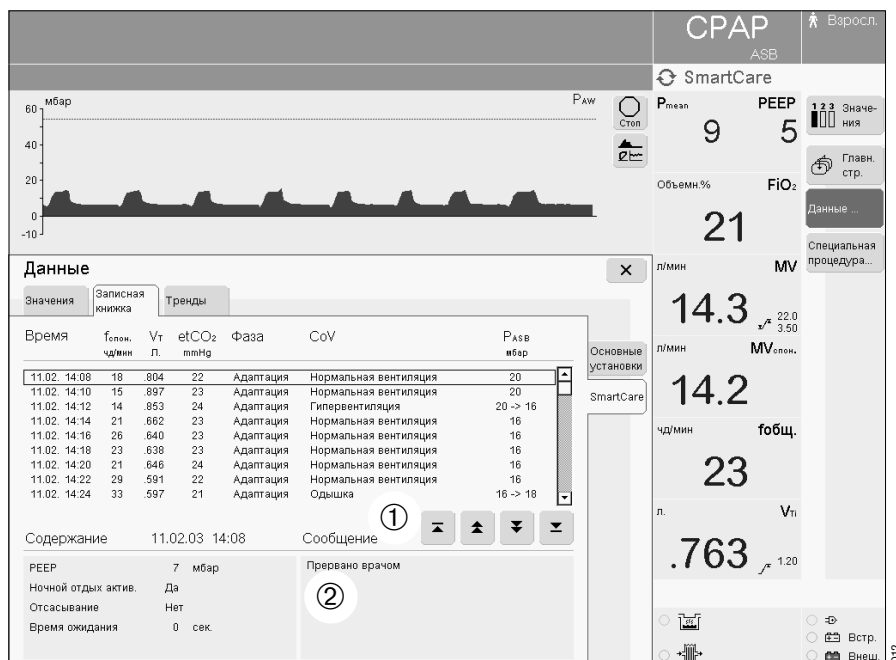 CPAP
ASB
Взросл.
SmartCare
мбар
PAW
60
40
20
0
-10
Стоп
Pmean
PEEP
9
5
1 2 3 Значе-
ния
Главн.
стр.
Данные ...
Специальная
процедура...
Объемн.%
FiO₂
21
л/мин
MV
14.3
22.0
3.50
л/мин
MVспон.
14.2
чд/мин
fобщ.
23
л.
VTi
.763
1.20
Встр.
Внеш.
Данные
Значения
Записная
книжка
Тренды
Основные
установки
SmartCare
Время fспон. VT etCO₂ Фаза CoV PASB
чд/мин Л. mmHg мбар
11.02. 14:08 18 .804 22 Адаптация Нормальная вентиляция 20
11.02. 14:10 15 .897 23 Адаптация Нормальная вентиляция 20
11.02. 14:12 14 .853 24 Адаптация Гипервентиляция 20 -> 16
11.02. 14:14 21 .662 23 Адаптация Нормальная вентиляция 16
11.02. 14:16 26 .640 23 Адаптация Нормальная вентиляция 16
11.02. 14:18 23 .638 23 Адаптация Нормальная вентиляция 16
11.02. 14:20 21 .646 24 Адаптация Нормальная вентиляция 16
11.02. 14:22 29 .591 22 Адаптация Нормальная вентиляция 16
11.02. 14:24 33 .597 21 Адаптация Одышка 16 -> 18
①
Содержание 11.02.03 14:08 Сообщение
PEEP 7 мбар
Ночной отдых актив. Да
Отсасывание Нет
Время ожидания 0 сек.
Прервано врачом
②